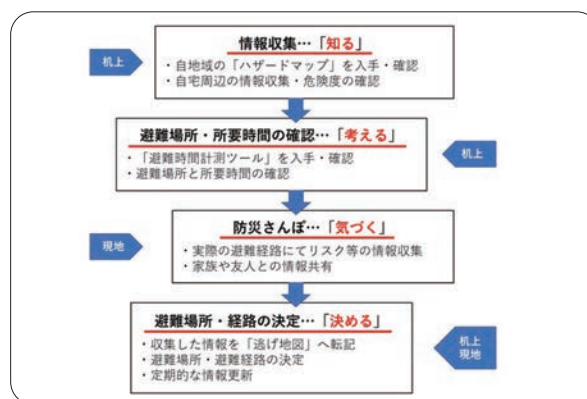 情報収集…「知る」
机上
・自地域の「ハザードマップ」を入手・確認
・自宅周辺の情報収集・危険度の確認
避難場所・所要時間の確認…「考える」
・「避難時間計測ツール」を入手・確認
机上
・避難場所と所要時間の確認
防災さんぽ…「気づく」
現地
・実際の避難経路にてリスク等の情報収集
・家族や友人との情報共有
避難場所・経路の決定…「決める」
・収集した情報を「逃げ地図」へ転記
机上
現地
・避難場所・避難経路の決定
・定期的な情報更新